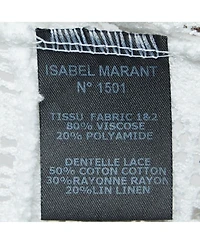 ISABEL MARANT
N° 1501
TISSU FABRIC 1&2
80% VISCOSE
20% POLYAMIDE
DENTELLE LACE
50% COTON COTTON
30%RAYONNE RAYON
20%LIN LINEN